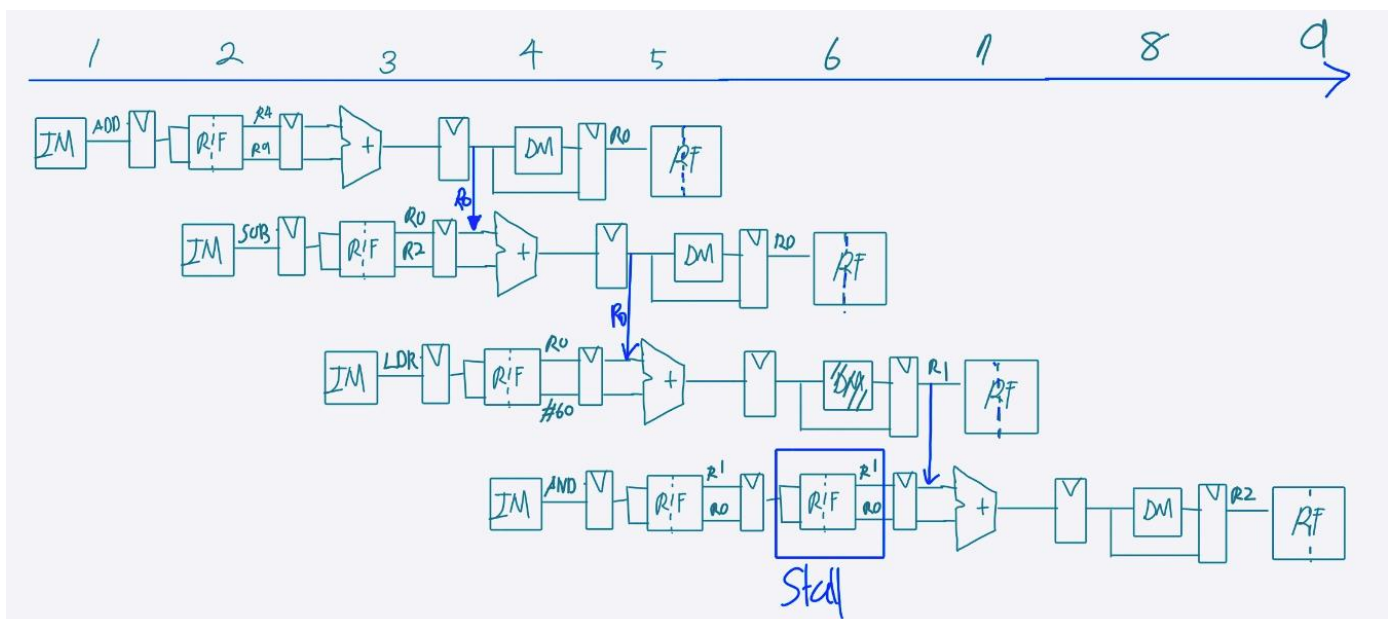 1 2 3 4 5 6 7 8 9
IM ADD RF R4 R9 + DM R0 RF
R0
IM SUB RF R0 R2 + DM R0 RF
R0
IM LDR RF R0 #60 + DM R1 RF
IM AND RF R1 R0 RF R1 R0 + DM R2 RF
Stall